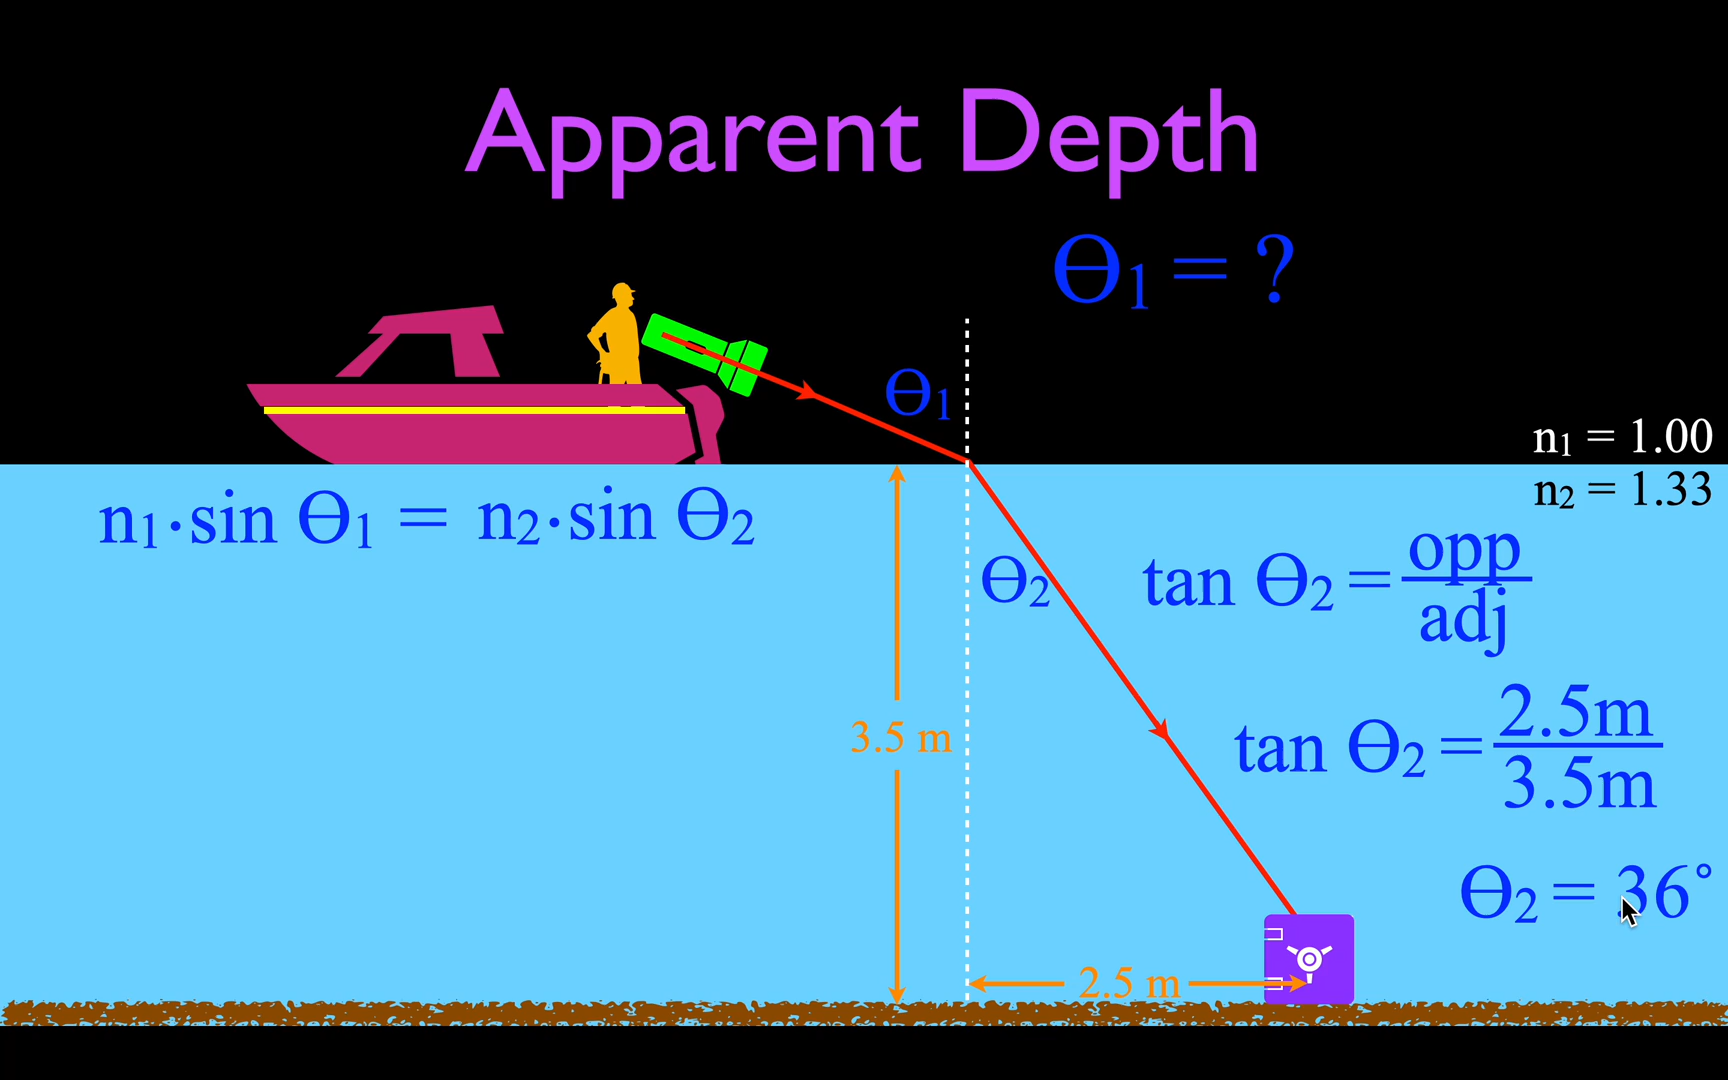 Apparent Depth
ϴ₁ = ?
ϴ₁
n₁ = 1.00
n₂ = 1.33
n₁·sin ϴ₁ = n₂·sin ϴ₂
ϴ₂
tan ϴ₂ = opp/adj
3.5 m
tan ϴ₂ = 2.5m/3.5m
ϴ₂ = 36°
2.5 m